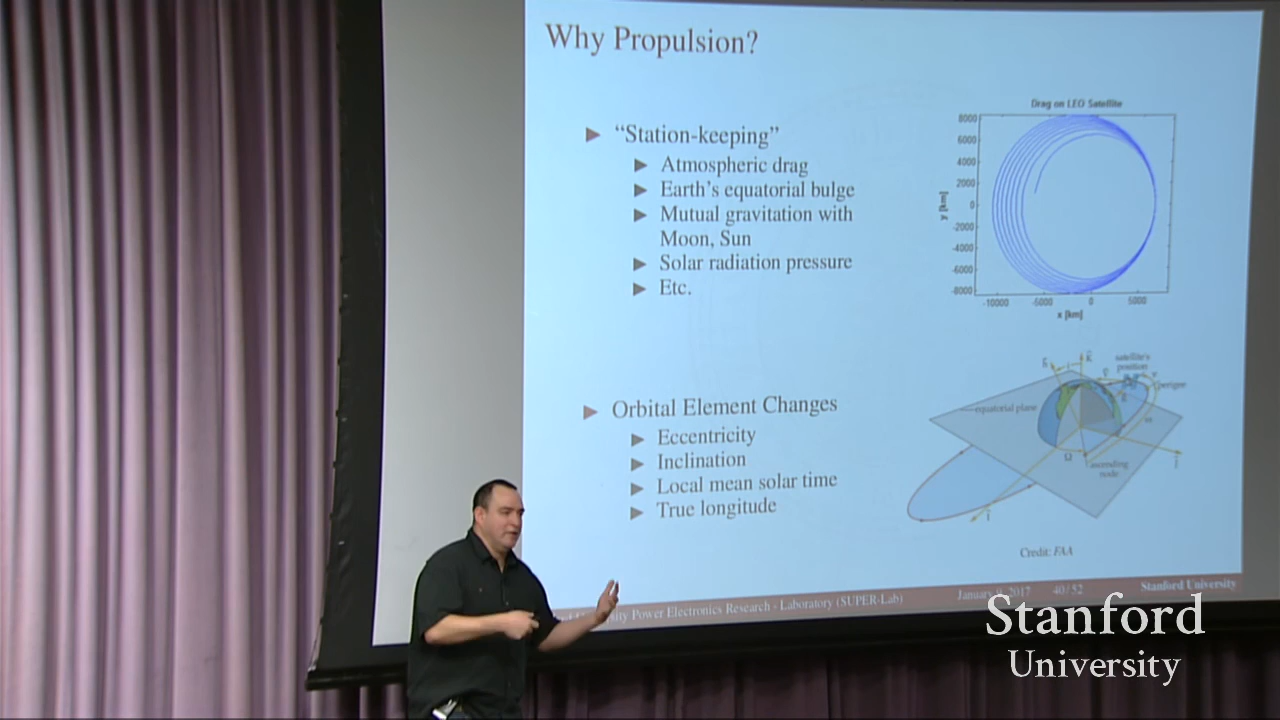 Why Propulsion?
"Station-keeping"
Atmospheric drag
Earth's equatorial bulge
Mutual gravitation with
Moon, Sun
Solar radiation pressure
Etc.
Orbital Element Changes
Eccentricity
Inclination
Local mean solar time
True longitude
Drag on LEO Satellite
8000
6000
4000
2000
0
-2000
-4000
-6000
-8000
y [km]
-10000 -5000 0 5000
x [km]
satellite's
position
perigee
equatorial plane
Ω
ascending
node
Credit: FAA
Power Electronics Research - Laboratory (SUPER-Lab)
2017 40/52 Stanford University
Stanford
University